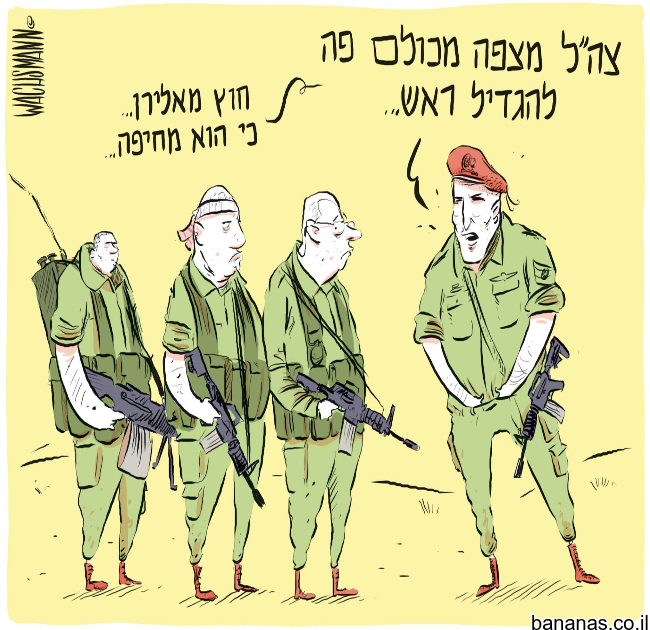 WACHSMANN©
צה"ל מצפה מכולם פה
להגדיל ראש...
חוץ מאלירן...
כי הוא מחיפה...
bananas.co.il